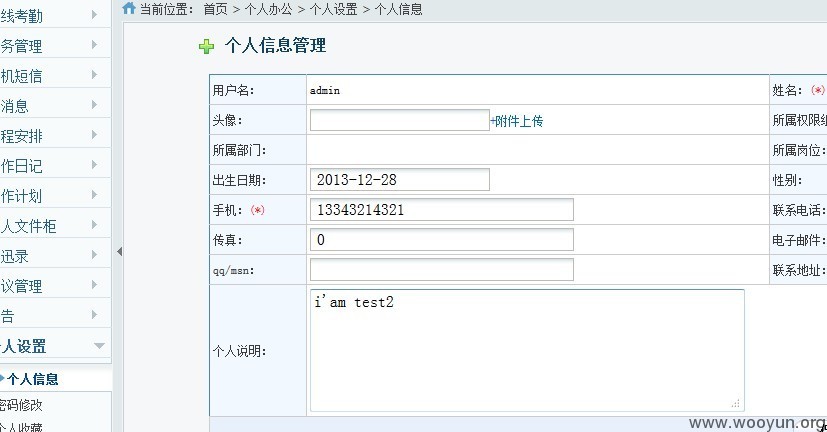 当前位置： 首页 > 个人办公 > 个人设置 > 个人信息
线考勤
务管理
机短信
消息
程安排
作日记
作计划
人文件柜
迅录
议管理
告
人设置
个人信息
密码修改
个人收藏
个人信息管理
用户名： admin 姓名：(*)
头像： +附件上传 所属权限组
所属部门： 所属岗位：
出生日期： 2013-12-28 性别：
手机：(*) 13343214321 联系电话：
传真： 0 电子邮件：
qq/msn： 联系地址：
个人说明： i'am test2
www.wooyun.org